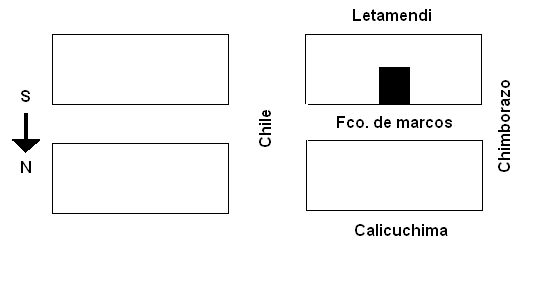 Letamendi
S
N
Chile
Fco. de marcos
Chimborazo
Calicuchima